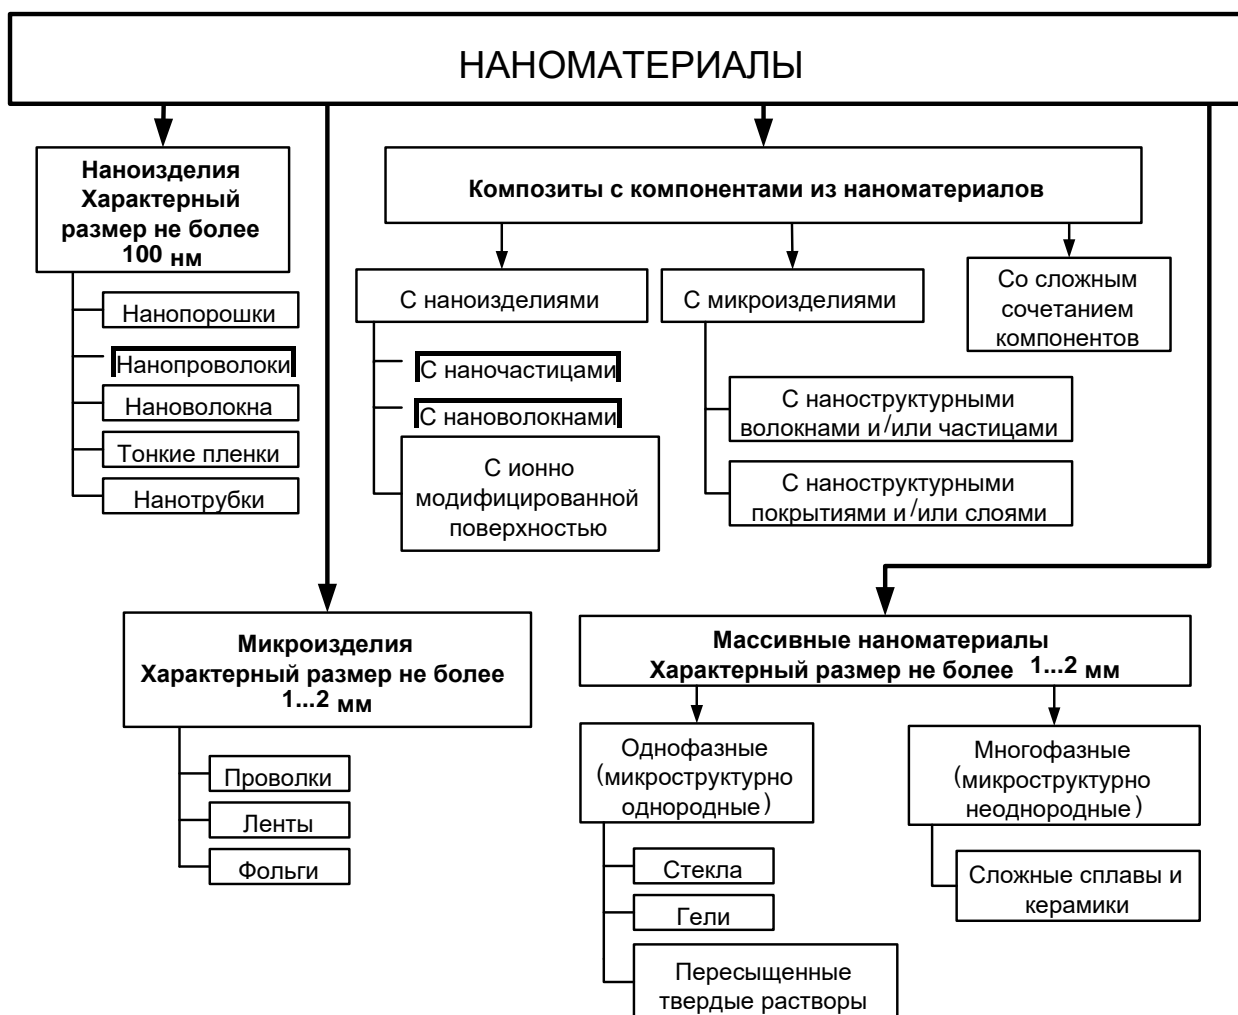 НАНОМАТЕРИАЛЫ
Наноизделия
Характерный
размер не более
100 нм
Нанопорошки
Нанопроволоки
Нановолокна
Тонкие пленки
Нанотрубки
Композиты с компонентами из наноматериалов
С наноизделиями
С наночастицами
С нановолокнами
С ионно
модифицированной
поверхностью
С микроизделиями
С наноструктурными
волокнами и/или частицами
С наноструктурными
покрытиями и/или слоями
Со сложным
сочетанием
компонентов
Микроизделия
Характерный размер не более
1...2 мм
Проволки
Ленты
Фольги
Массивные наноматериалы
Характерный размер не более 1...2 мм
Однофазные
(микроструктурно
однородные)
Стекла
Гели
Пересыщенные
твердые растворы
Многофазные
(микроструктурно
неоднородные)
Сложные сплавы и
керамики